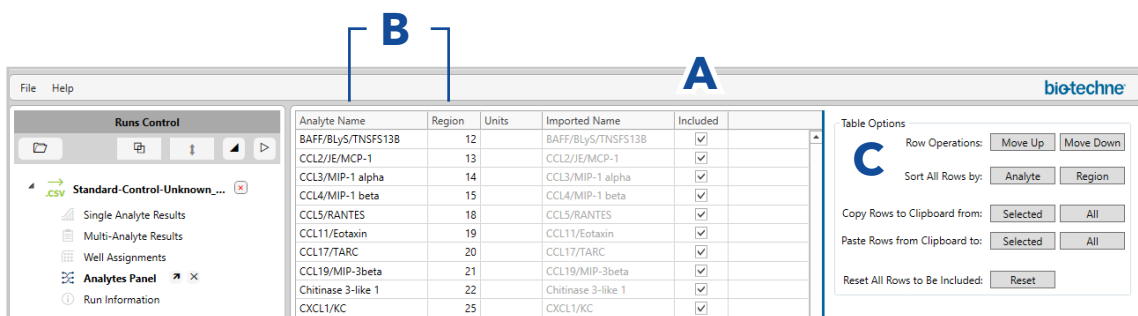 B
A
File Help
bio-techne
Runs Control
.CSV Standard-Control-Unknown_...
Single Analyte Results
Multi-Analyte Results
Well Assignments
Analytes Panel
Run Information
Analyte Name Region Units Imported Name Included
BAFF/BLyS/TNSFS13B 12 BAFF/BLyS/TNSFS13B
CCL2/JE/MCP-1 13 CCL2/JE/MCP-1
CCL3/MIP-1 alpha 14 CCL3/MIP-1 alpha
CCL4/MIP-1 beta 15 CCL4/MIP-1 beta
CCL5/RANTES 18 CCL5/RANTES
CCL11/Eotaxin 19 CCL11/Eotaxin
CCL17/TARC 20 CCL17/TARC
CCL19/MIP-3beta 21 CCL19/MIP-3beta
Chitinase 3-like 1 22 Chitinase 3-like 1
CXCL1/KC 25 CXCL1/KC
Table Options
C
Row Operations: Move Up Move Down
Sort All Rows by: Analyte Region
Copy Rows to Clipboard from: Selected All
Paste Rows from Clipboard to: Selected All
Reset All Rows to Be Included: Reset